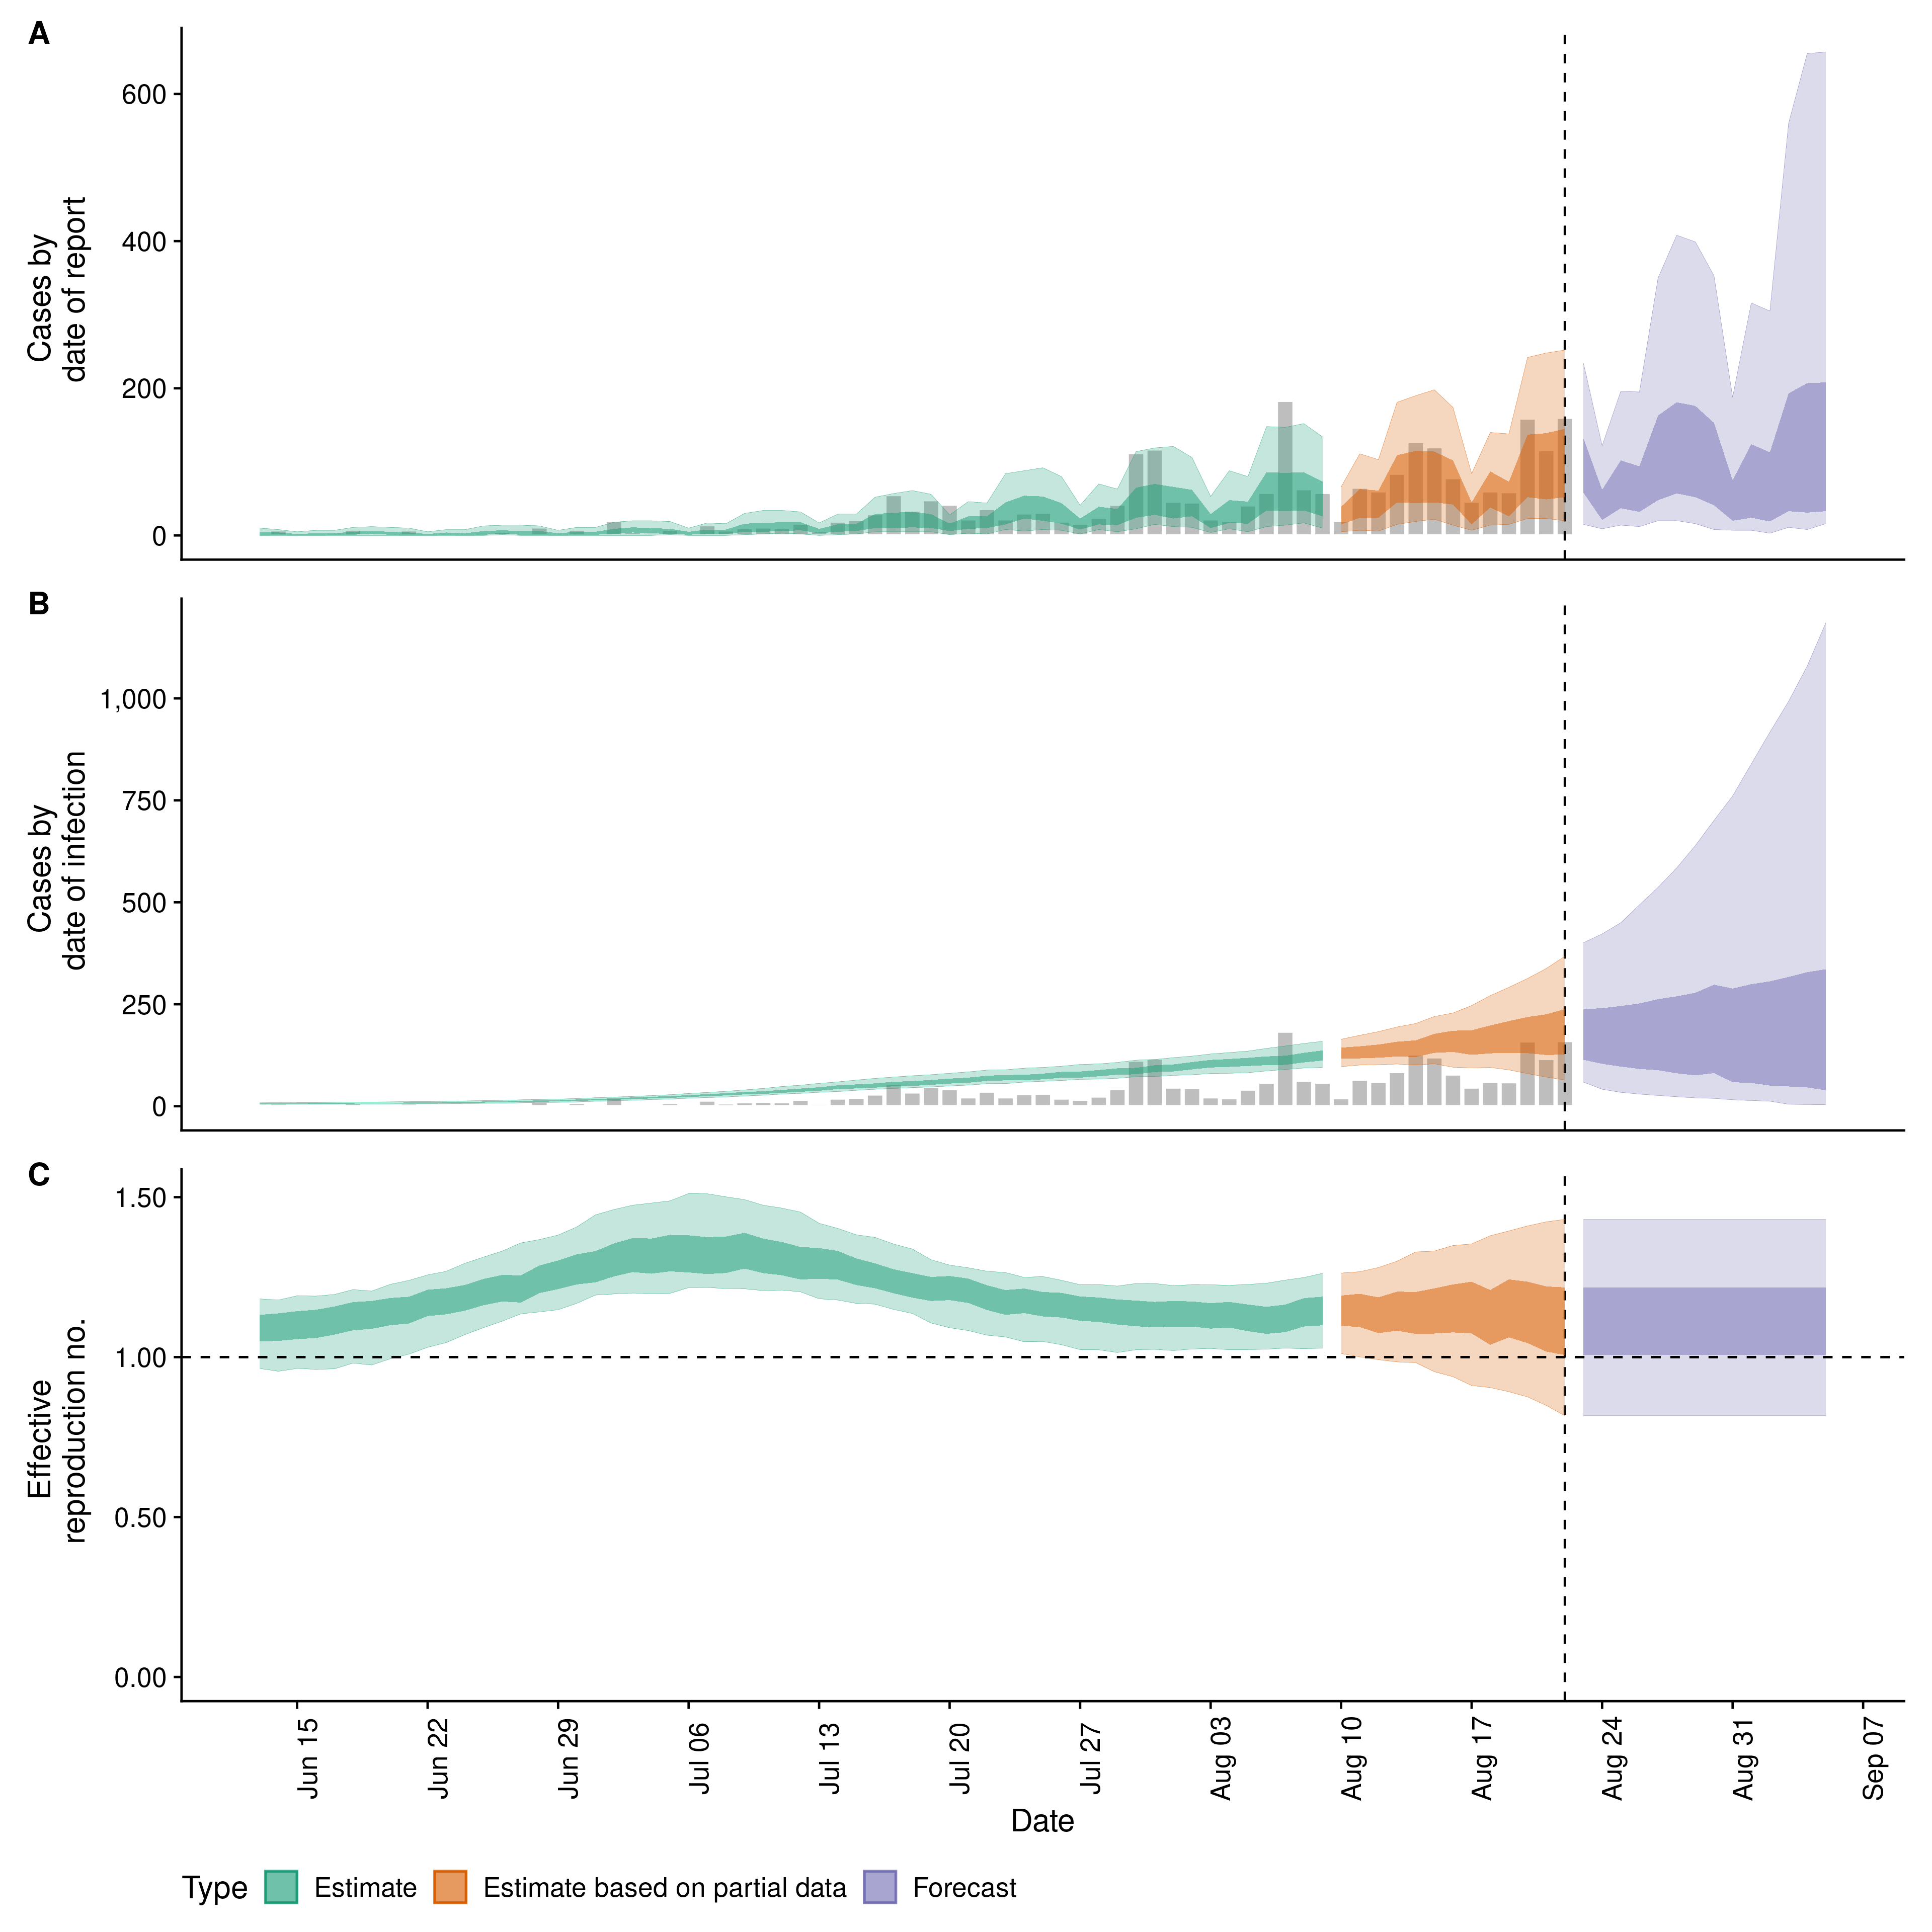 A
Cases by
date of report
600
400
200
0
B
Cases by
date of infection
1,000
750
500
250
0
C
Effective
reproduction no.
1.50
1.00
0.50
0.00
Jun 15
Jun 22
Jun 29
Jul 06
Jul 13
Jul 20
Jul 27
Aug 03
Aug 10
Aug 17
Aug 24
Aug 31
Sep 07
Date
Type Estimate Estimate based on partial data Forecast